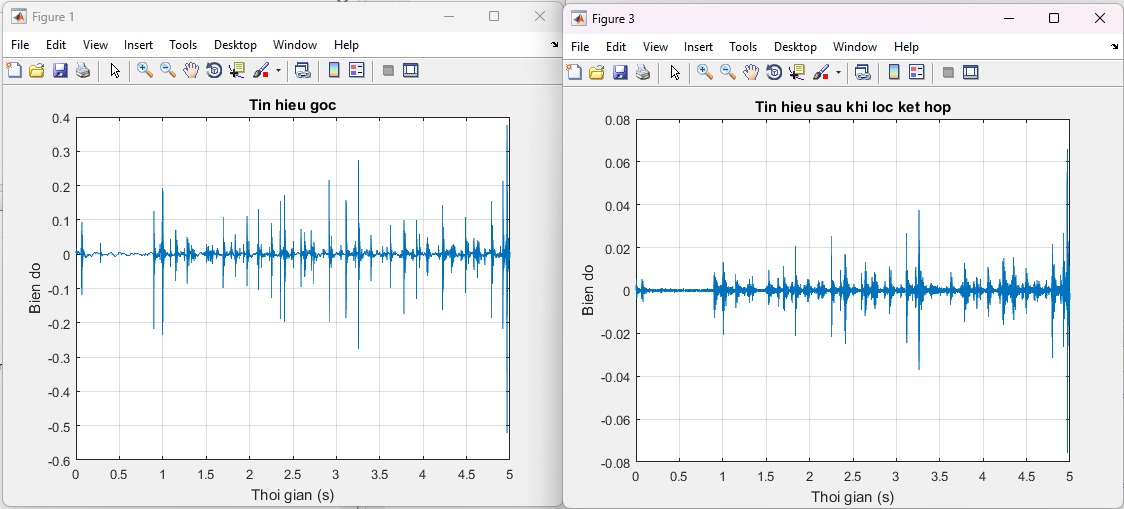 Figure 1
File Edit View Insert Tools Desktop Window Help
Tin hieu goc
0.4
0.3
0.2
0.1
0
-0.1
-0.2
-0.3
-0.4
-0.5
-0.6
Bien do
0 0.5 1 1.5 2 2.5 3 3.5 4 4.5 5
Thoi gian (s)
Figure 3
File Edit View Insert Tools Desktop Window Help
Tin hieu sau khi loc ket hop
0.08
0.06
0.04
0.02
0
-0.02
-0.04
-0.06
-0.08
Bien do
0 0.5 1 1.5 2 2.5 3 3.5 4 4.5 5
Thoi gian (s)